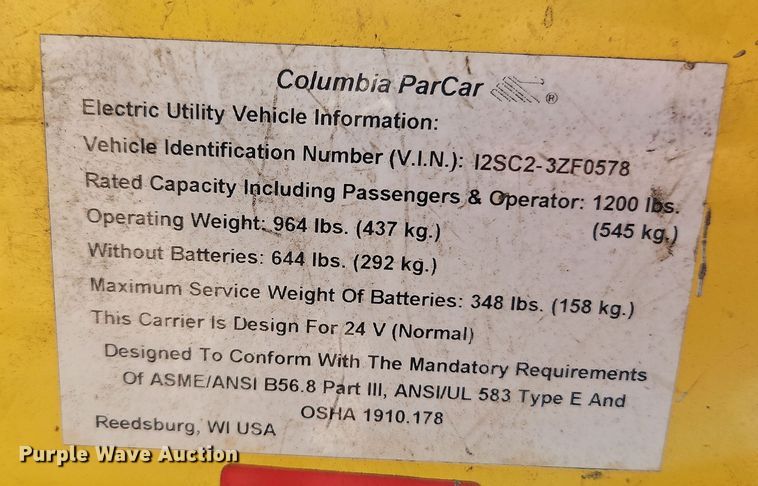 Columbia ParCar ®
Electric Utility Vehicle Information:
Vehicle Identification Number (V.I.N.): I2SC2-3ZF0578
Rated Capacity Including Passengers & Operator: 1200 lbs.
Operating Weight: 964 lbs. (437 kg.) (545 kg.)
Without Batteries: 644 lbs. (292 kg.)
Maximum Service Weight Of Batteries: 348 lbs. (158 kg.)
This Carrier Is Design For 24 V (Normal)
Designed To Conform With The Mandatory Requirements
Of ASME/ANSI B56.8 Part III, ANSI/UL 583 Type E And
OSHA 1910.178
Reedsburg, WI USA
Purple Wave Auction